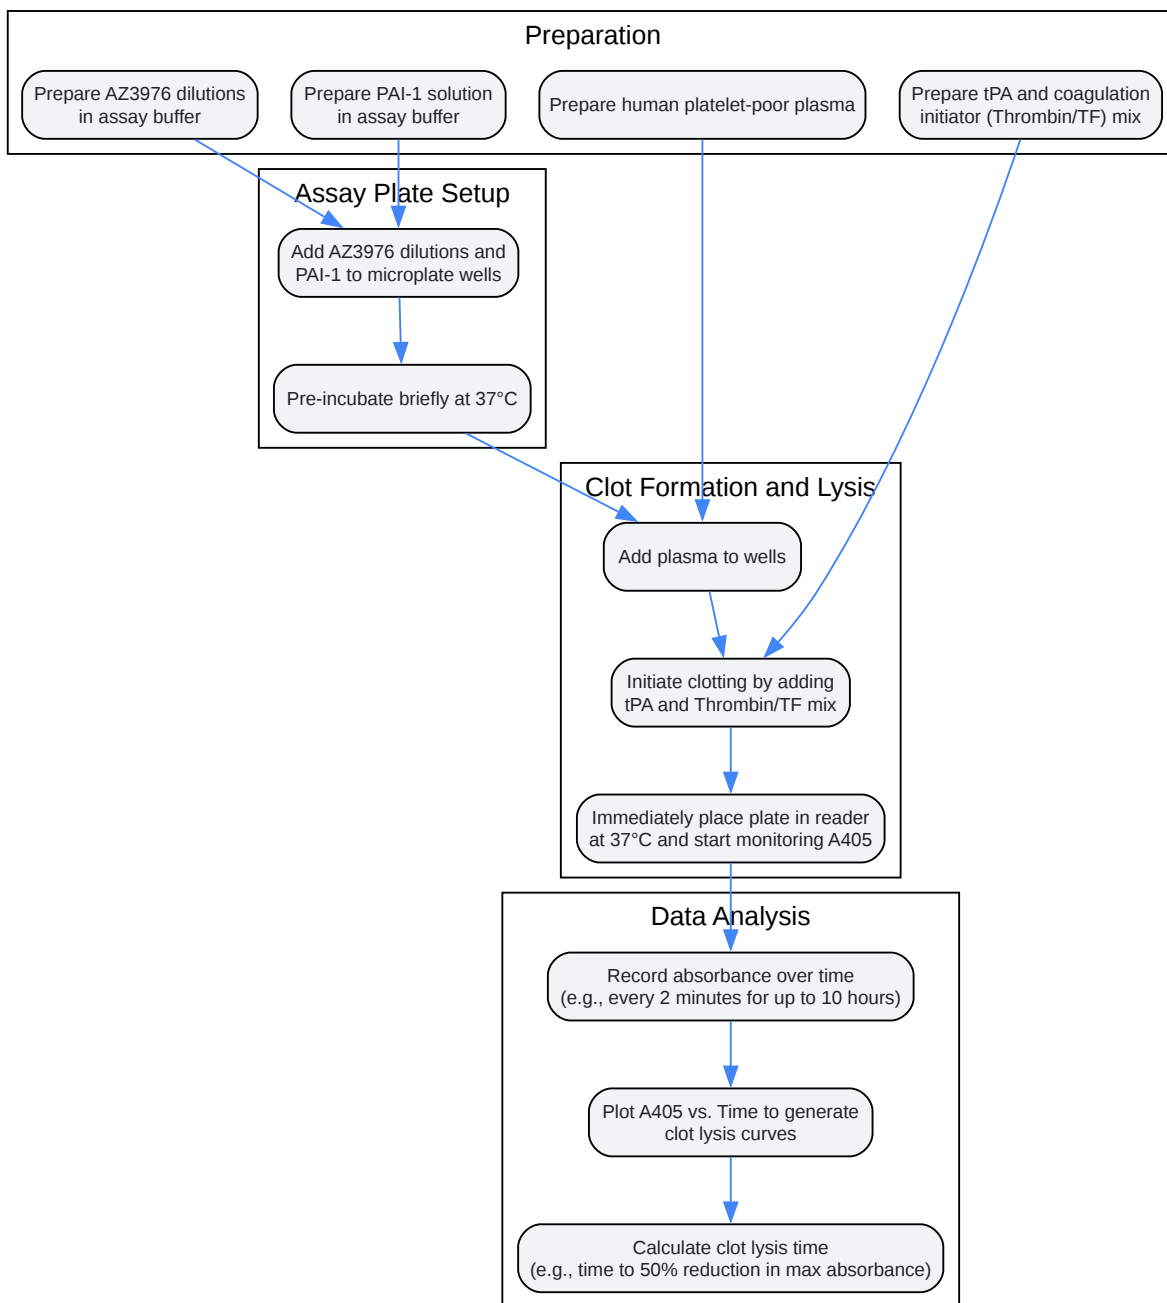 Preparation
Prepare AZ3976 dilutions
in assay buffer
Prepare PAI-1 solution
in assay buffer
Prepare human platelet-poor plasma
Prepare tPA and coagulation
initiator (Thrombin/TF) mix
Assay Plate Setup
Add AZ3976 dilutions and
PAI-1 to microplate wells
Pre-incubate briefly at 37°C
Clot Formation and Lysis
Add plasma to wells
Initiate clotting by adding
tPA and Thrombin/TF mix
Immediately place plate in reader
at 37°C and start monitoring A405
Data Analysis
Record absorbance over time
(e.g., every 2 minutes for up to 10 hours)
Plot A405 vs. Time to generate
clot lysis curves
Calculate clot lysis time
(e.g., time to 50% reduction in max absorbance)